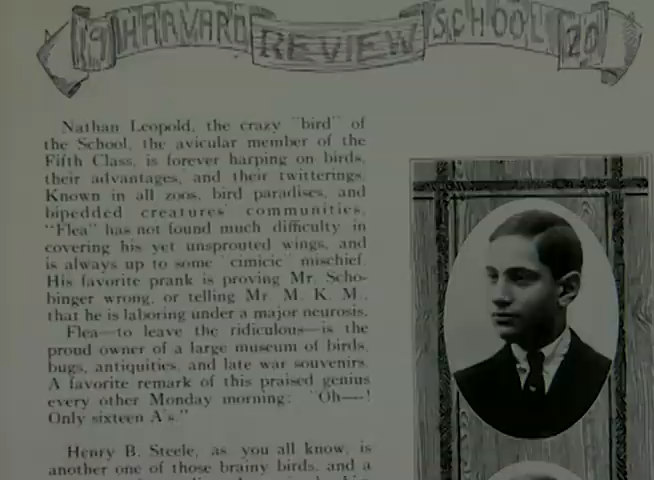 19 HARVARD REVIEW SCHOOL 20
Nathan Leopold, the crazy "bird" of
the School, the avicular member of the
Fifth Class, is forever harping on birds,
their advantages, and their twitterings.
Known in all zoos, bird paradises, and
bipedded creatures' communities,
"Flea" has not found much difficulty in
covering his yet unsprouted wings, and
is always up to some "cimicic" mischief.
His favorite prank is proving Mr. Scho-
binger wrong, or telling Mr. M. K. M.,
that he is laboring under a major neurosis.
Flea—to leave the ridiculous—is the
proud owner of a large museum of birds,
bugs, antiquities, and late war souvenirs.
A favorite remark of this praised genius
every other Monday morning: "Oh—!
Only sixteen A's."
Henry B. Steele, as you all know, is
another one of those brainy birds, and a